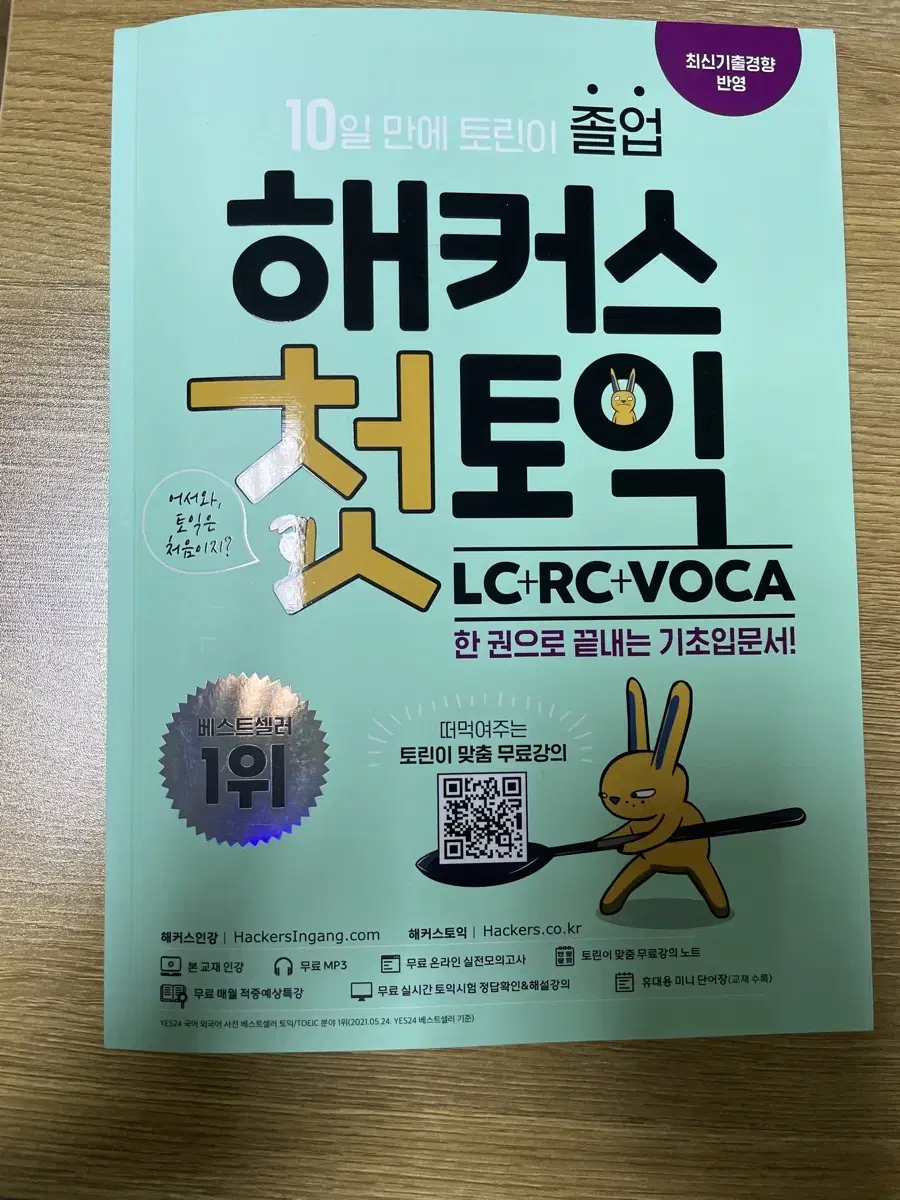 최신기출경향
반영
10일 만에 토린이 졸업
해커스
첫토익
어서와,
토익은
처음이지?
LC+RC+VOCA
한 권으로 끝내는 기초입문서!
베스트셀러
1위
떠먹여주는
토린이 맞춤 무료강의
해커스인강 | HackersIngang.com 해커스토익 | Hackers.co.kr
본 교재 인강 무료 MP3 무료 온라인 실전모의고사 토린이 맞춤 무료강의 노트
무료 매월 적중예상특강 무료 실시간 토익시험 정답확인&해설강의 휴대용 미니 단어장(교재 수록)
YES24 국어 외국어 사전 베스트셀러 토익/TOEIC 분야 1위(2021.05.24. YES24 베스트셀러 기준)